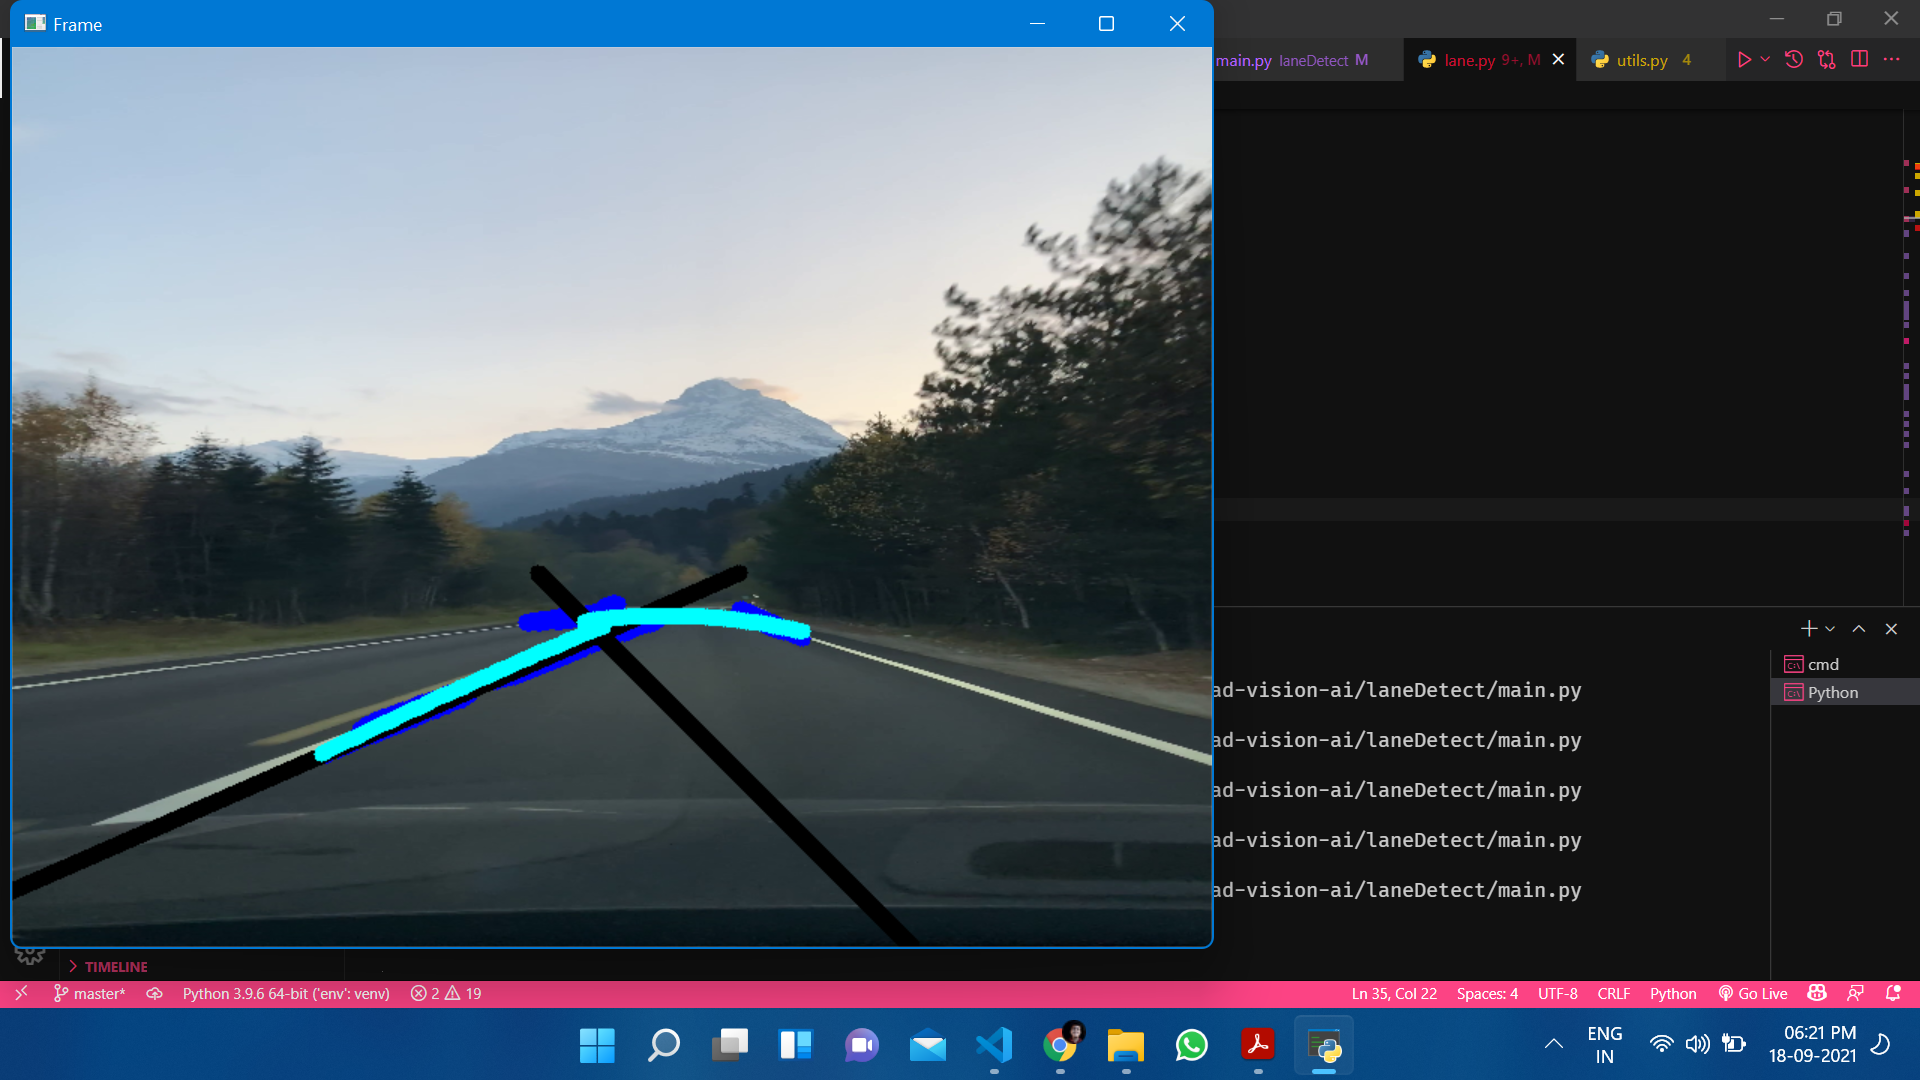 Frame
main.py laneDetect M
lane.py 9+, M
utils.py 4
cmd
Python
ad-vision-ai/laneDetect/main.py
ad-vision-ai/laneDetect/main.py
ad-vision-ai/laneDetect/main.py
ad-vision-ai/laneDetect/main.py
ad-vision-ai/laneDetect/main.py
TIMELINE
master* Python 3.9.6 64-bit ('env': venv) 2 19 Ln 35, Col 22 Spaces: 4 UTF-8 CRLF Python Go Live
ENG
IN
06:21 PM
18-09-2021